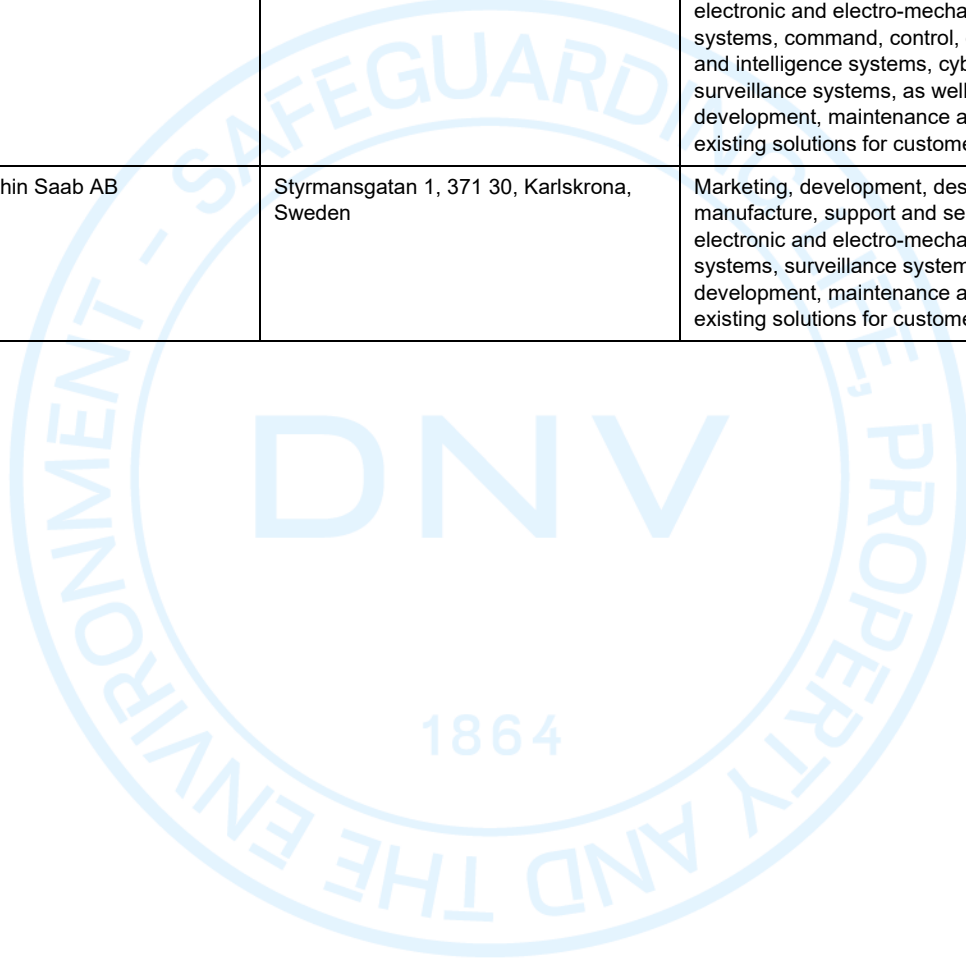 electronic and electro-mecha
systems, command, control,
and intelligence systems, cyb
surveillance systems, as well
development, maintenance a
existing solutions for custome
hin Saab AB
Styrmansgatan 1, 371 30, Karlskrona,
Sweden
Marketing, development, des
manufacture, support and se
electronic and electro-mecha
systems, surveillance system
development, maintenance a
existing solutions for custome
SAFEGUARDING LIFE, PROPERTY AND THE ENVIRONMENT -
DNV
1864